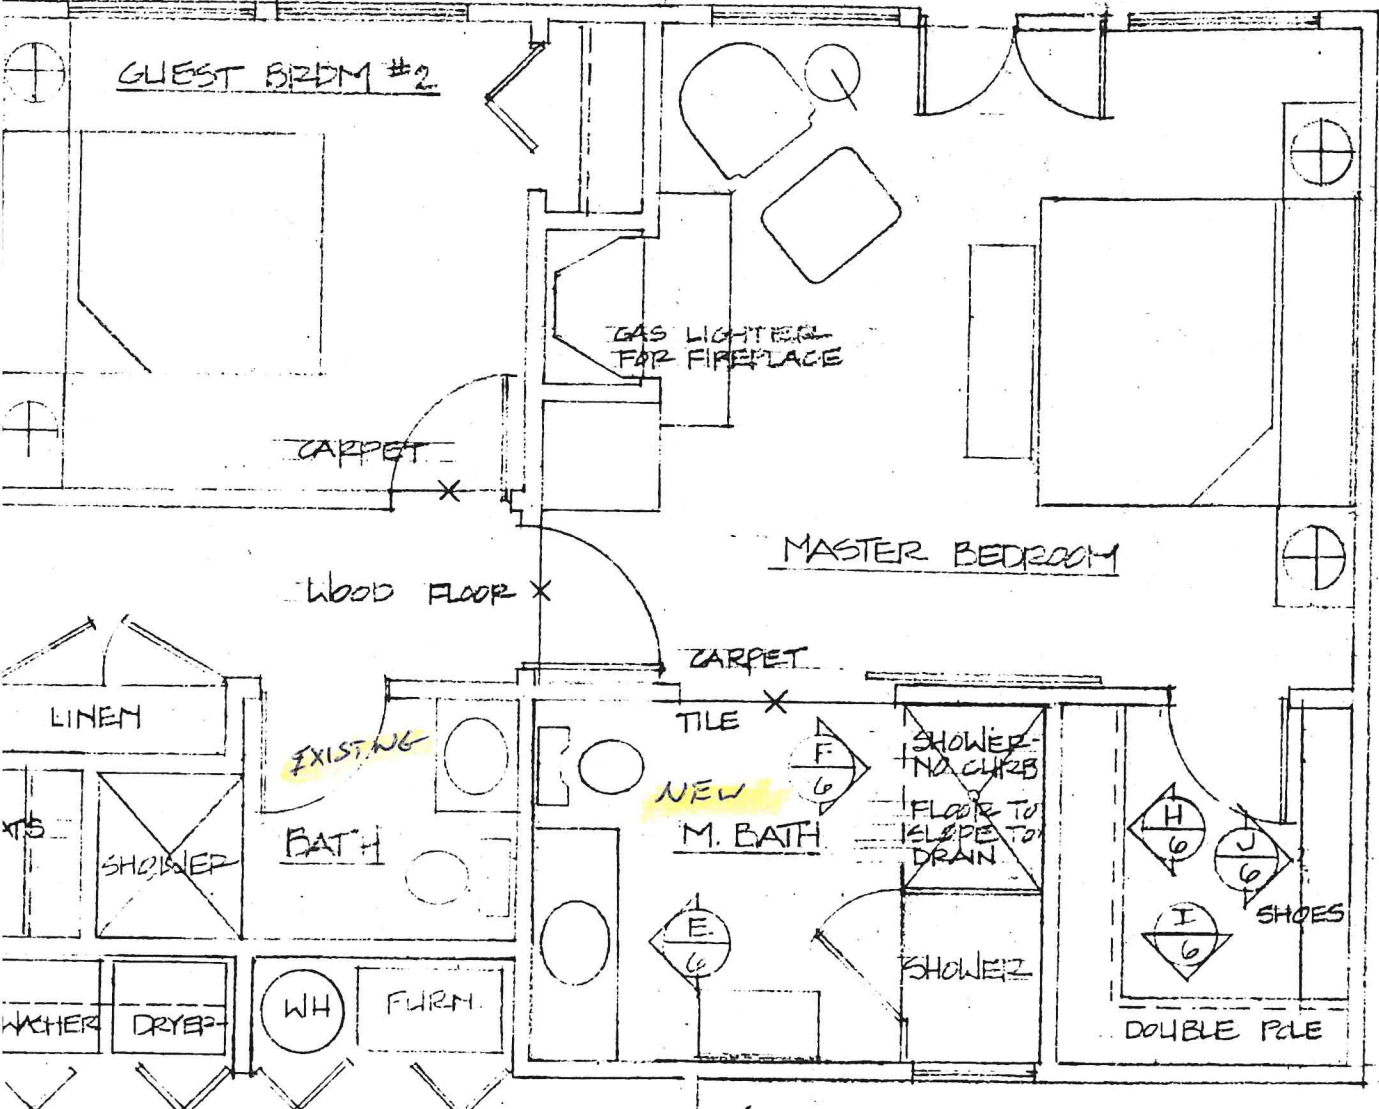 GUEST BRDM #2
GAS LIGHTER
FOR FIREPLACE
CARPET
MASTER BEDROOM
WOOD FLOOR
CARPET
LINEN
TILE
EXISTING
BATH
SHOWER
NEW
M. BATH
F
6
SHOWER-
NO CURB
FLOOR TO
SLOPE TO
DRAIN
H
6
J
6
I
6
SHOES
E
6
SHOWER
WASHER
DRYER
WH
FURN.
DOUBLE POLE